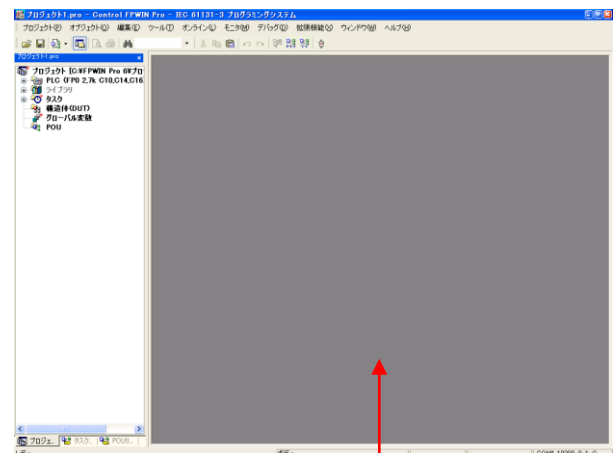 プロジェクト1.pro - Control FPWIN Pro - IEC 61131-3 プログラミングシステム
プロジェクト(P) オブジェクト(O) 編集(E) ツール(T) オンライン(L) モニタ(M) デバッグ(D) 拡張機能(X) ウィンドウ(W) ヘルプ(H)
プロジェクト1.pro
プロジェクト [C:¥FPWIN Pro 6¥プロ
PLC (FP0 2.7k C10,C14,C16
ライブラリ
タスク
構造体(DUT)
グローバル変数
POU
プロジェ.. タスク.. POU(..